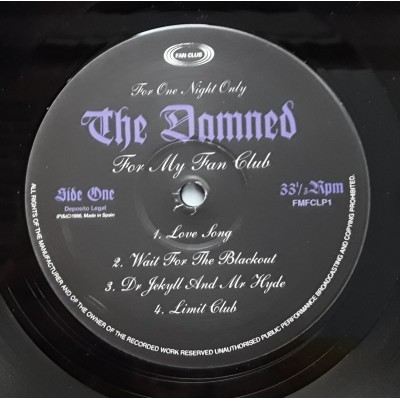 FAN CLUB
For One Night Only
The Damned
For My Fan Club
Side One
Deposito Legal
33⅓ Rpm
FMFCLP1
1. Love Song
2. Wait For The Blackout
3. Dr Jekyll And Mr Hyde
4. Limit Club
ALL RIGHTS OF THE MANUFACTURER AND OF THE OWNER OF THE RECORDED WORK RESERVED UNAUTHORISED PUBLIC PERFORMANCE BROADCASTING AND COPYING PROHIBITED.